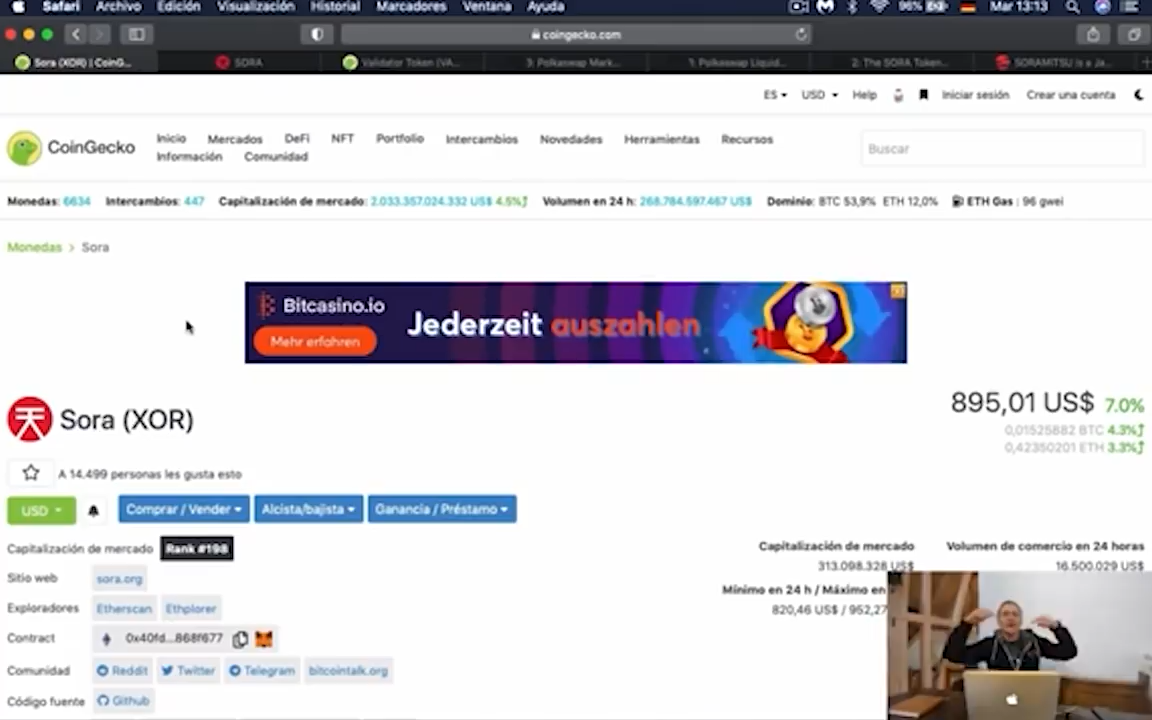 Safari Archivo Edición Visualización Historial Marcadores Ventana Ayuda 96% Mar 13:13
coingecko.com
Sora (XOR) | CoinG... SORA Validator Token (VA... 3: Polkaswap Mark... 1: Polkaswap Liquid... 2: The SORA Token... SORAMITSU is a Ja...
ES USD Help Iniciar sesión Crear una cuenta
CoinGecko Inicio Mercados DeFi NFT Portfolio Intercambios Novedades Herramientas Recursos
Información Comunidad
Buscar
Monedas: 6634 Intercambios: 447 Capitalización de mercado: 2.033.357.024.332 US$ 4.5% Volumen en 24 h: 268.784.597.467 US$ Dominio: BTC 53,9% ETH 12,0% ETH Gas : 96 gwei
Monedas > Sora
Bitcasino.io
Jederzeit auszahlen
Mehr erfahren
Sora (XOR)
895,01 US$ 7.0%
0,01525882 BTC 4.3%
0,42350201 ETH 3.3%
A 14.499 personas les gusta esto
USD Comprar / Vender Alcista/bajista Ganancia / Préstamo
Capitalización de mercado Rank #198
Capitalización de mercado Volumen de comercio en 24 horas
313.098.328 US$ 16.500.029 US$
Sitio web sora.org
Mínimo en 24 h / Máximo en
Exploradores Etherscan Ethplorer
820,46 US$ / 952,27
Contract 0x40fd...868f677
Comunidad Reddit Twitter Telegram bitcointalk.org
Código fuente Github